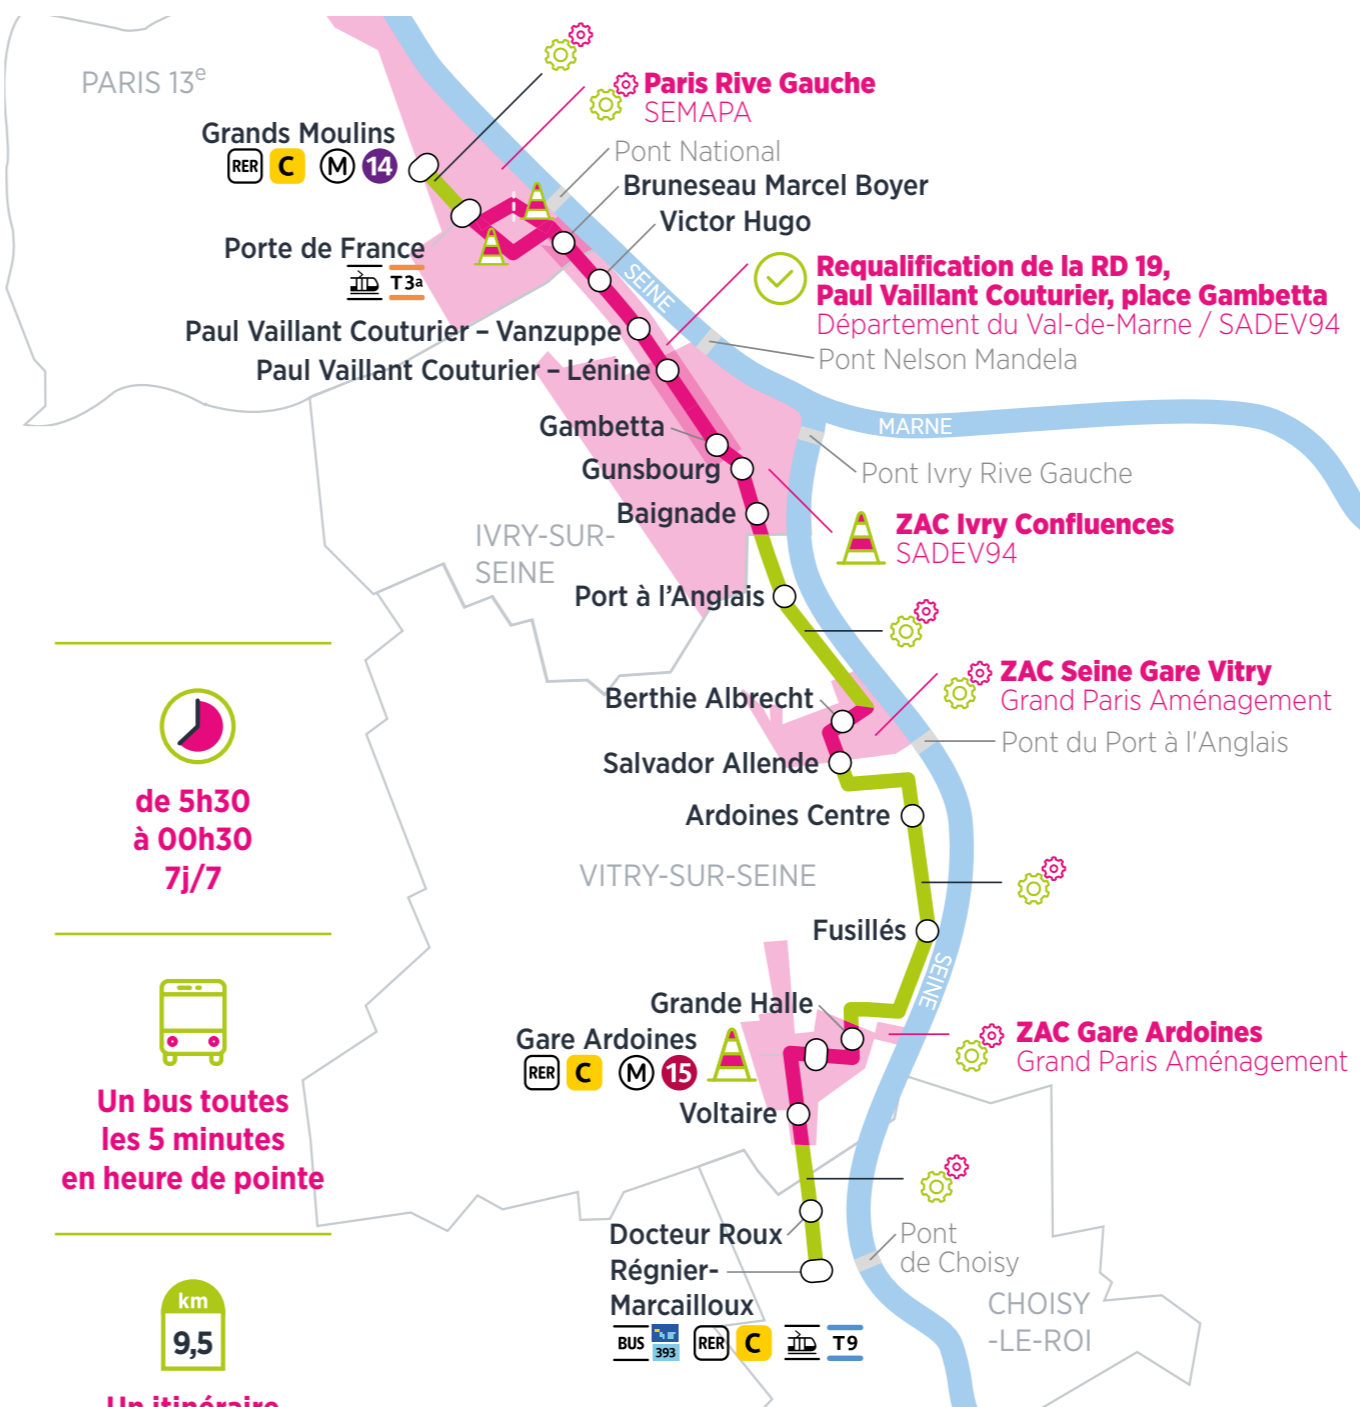 PARIS 13e
Paris Rive Gauche
SEMAPA
Grands Moulins
RER C M 14
Pont National
Bruneseau Marcel Boyer
Victor Hugo
Porte de France
T3a
SEINE
Requalification de la RD 19,
Paul Vaillant Couturier, place Gambetta
Département du Val-de-Marne / SADEV94
Paul Vaillant Couturier – Vanzuppe
Pont Nelson Mandela
Paul Vaillant Couturier – Lénine
Gambetta
MARNE
Gunsbourg
Pont Ivry Rive Gauche
Baignade
ZAC Ivry Confluences
SADEV94
IVRY-SUR-
SEINE
Port à l’Anglais
ZAC Seine Gare Vitry
Grand Paris Aménagement
Berthie Albrecht
Pont du Port à l'Anglais
Salvador Allende
de 5h30
à 00h30
7j/7
Ardoines Centre
VITRY-SUR-SEINE
Fusillés
SEINE
Grande Halle
Gare Ardoines
RER C M 15
ZAC Gare Ardoines
Grand Paris Aménagement
Voltaire
Un bus toutes
les 5 minutes
en heure de pointe
Docteur Roux
Régnier-
Marcailloux
BUS 393 RER C T9
Pont
de Choisy
CHOISY
-LE-ROI
km
9,5
Un itinéraire